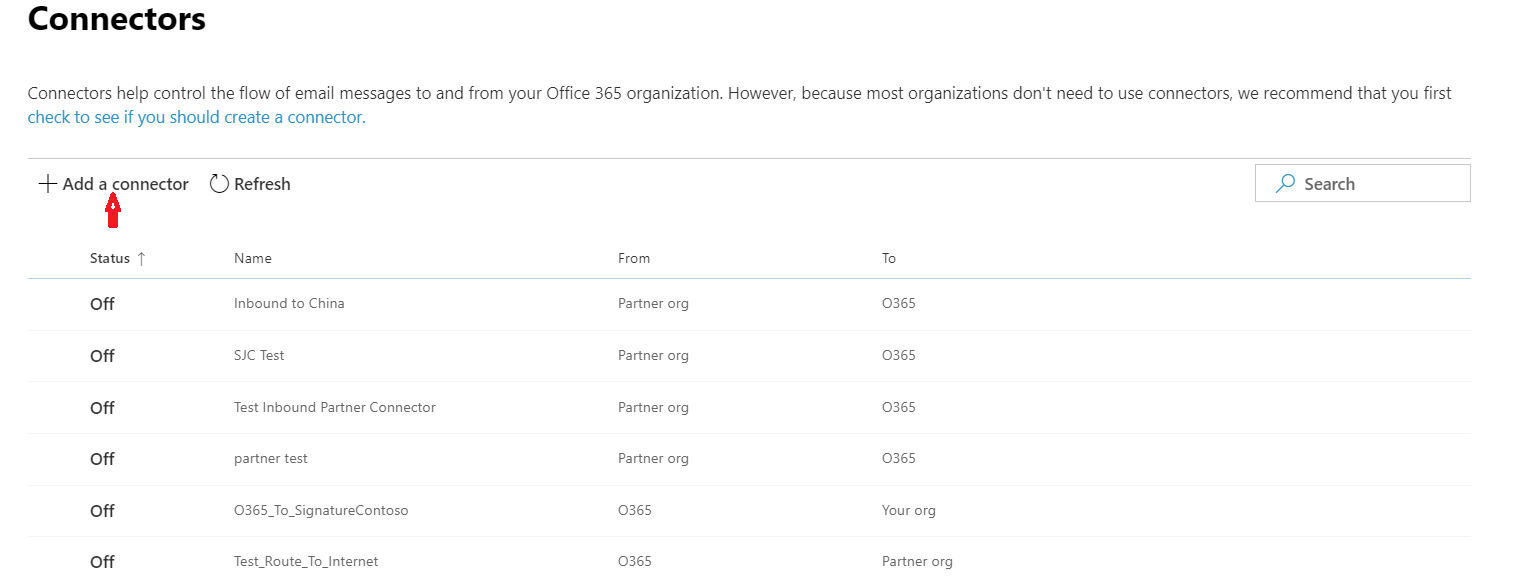 Connectors
Connectors help control the flow of email messages to and from your Office 365 organization. However, because most organizations don't need to use connectors, we recommend that you first
check to see if you should create a connector.
Add a connector Refresh Search
Status ↑ Name From To
Off Inbound to China Partner org O365
Off SJC Test Partner org O365
Off Test Inbound Partner Connector Partner org O365
Off partner test Partner org O365
Off O365_To_SignatureContoso O365 Your org
Off Test_Route_To_Internet O365 Partner org